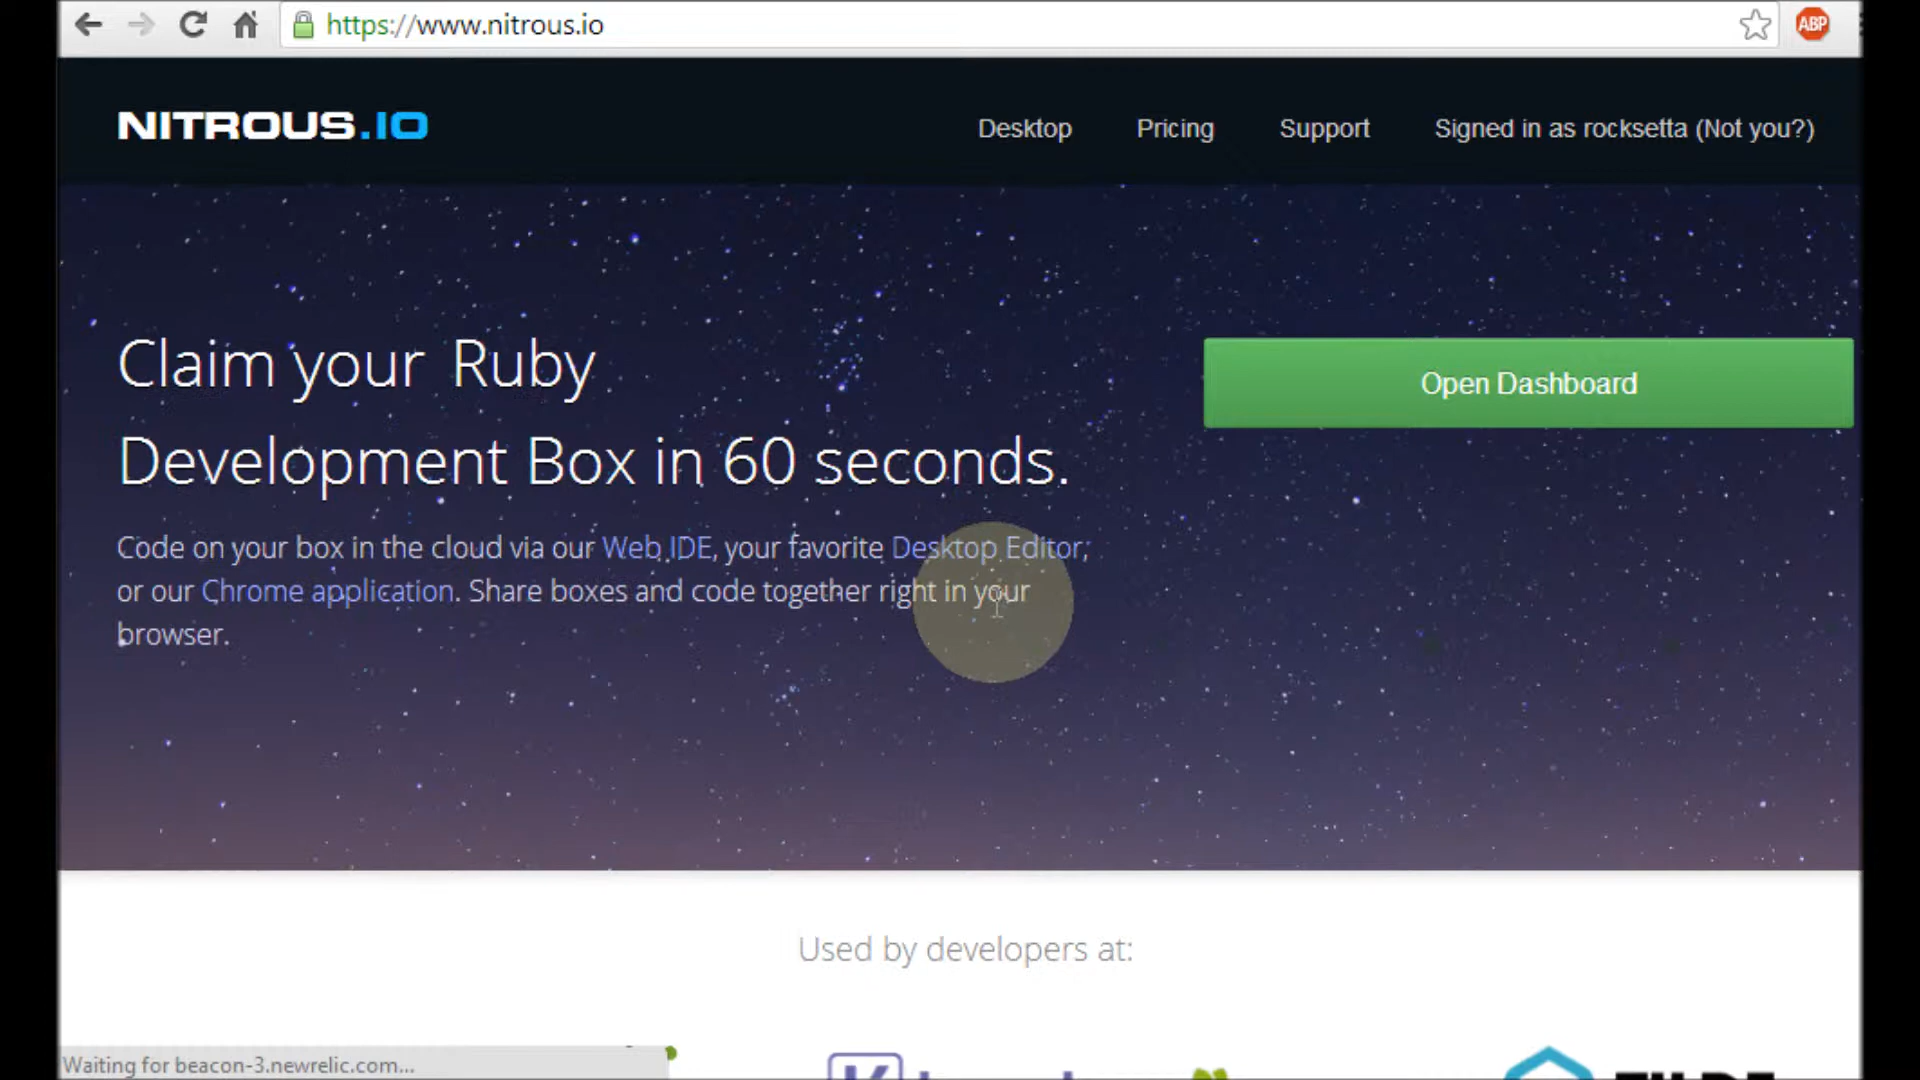 https://www.nitrous.io
ABP
NITROUS.IO
Desktop
Pricing
Support
Signed in as rocksetta (Not you?)
Claim your Ruby
Development Box in 60 seconds.
Open Dashboard
Code on your box in the cloud via our Web IDE, your favorite Desktop Editor,
or our Chrome application. Share boxes and code together right in your
browser.
Used by developers at:
Waiting for beacon-3.newrelic.com...